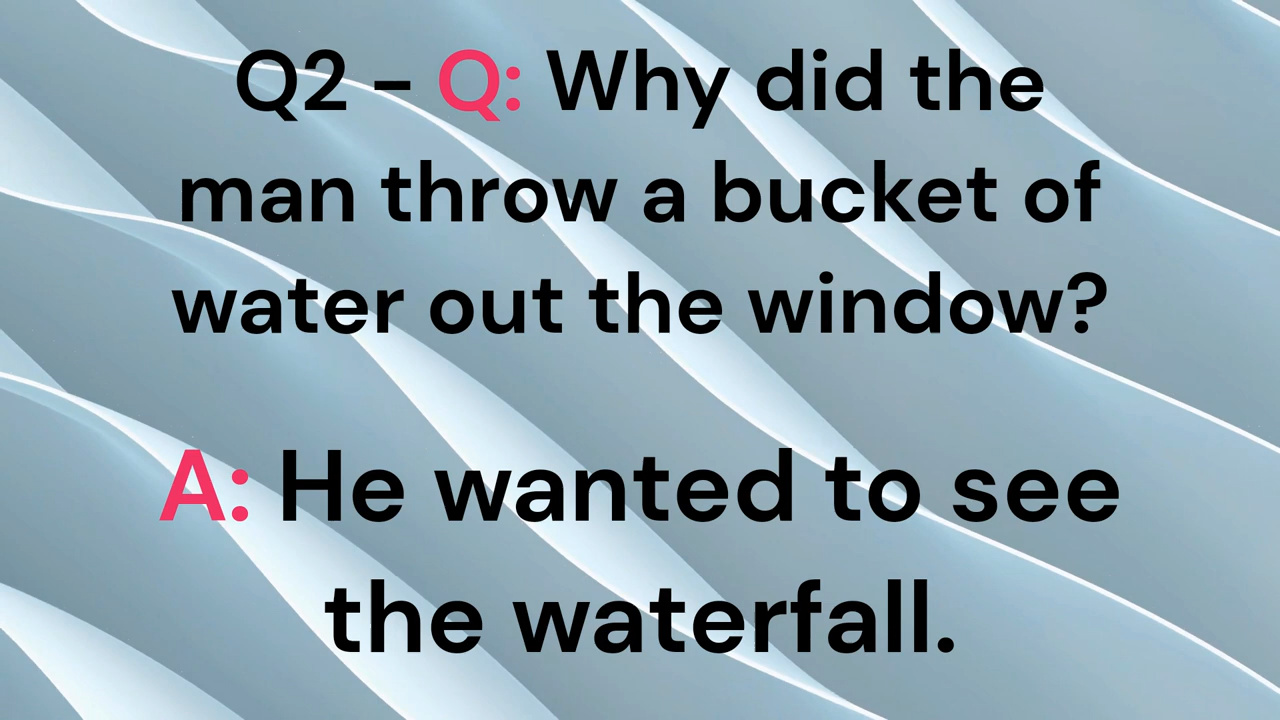 Q2 - Q: Why did the
man throw a bucket of
water out the window?
A: He wanted to see
the waterfall.